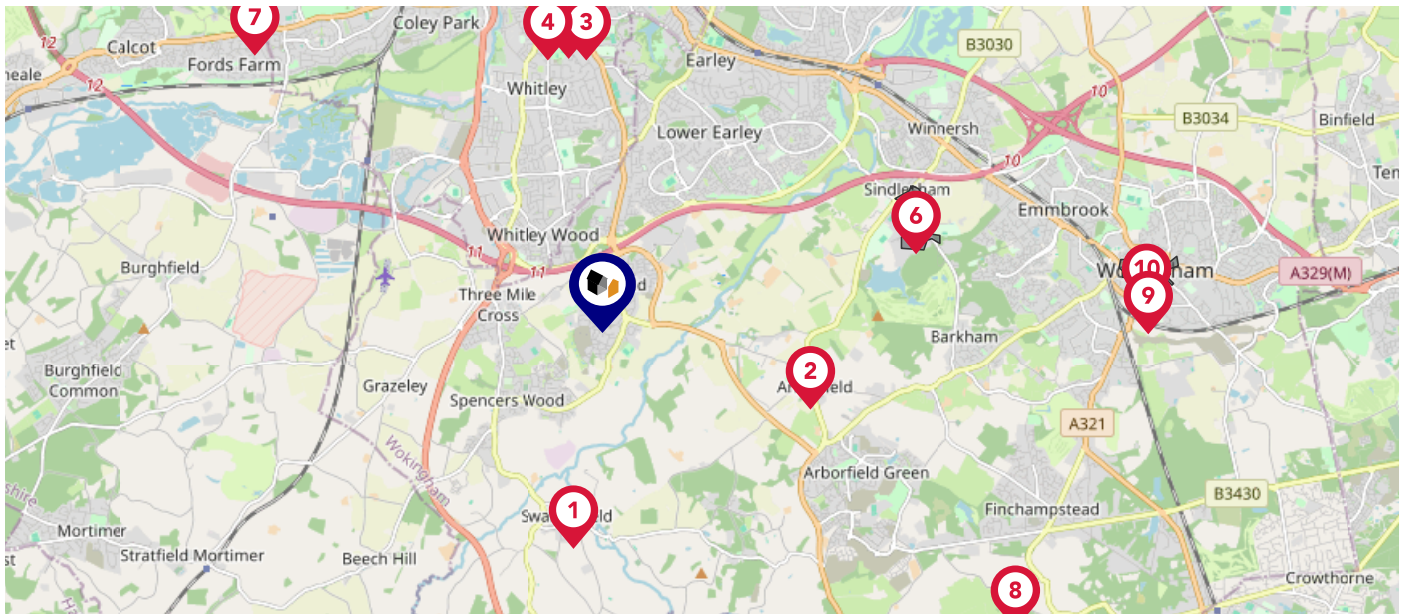 7
4
3
Coley Park
12
Calcot
Fords Farm
B3030
Earley
12
10
Whitley
B3034
Binfield
Lower Earley
Winnersh
10
Sindlesham
6
Emmbrook
Whitley Wood
11
11
Burghfield
10
9
A329(M)
Three Mile
Cross
Barkham
2
Burghfield
Common
Grazeley
Spencers Wood
A321
Wokingham
Arborfield Green
B3430
1
Finchampstead
Mortimer
Stratfield Mortimer
Beech Hill
8
Crowthorne